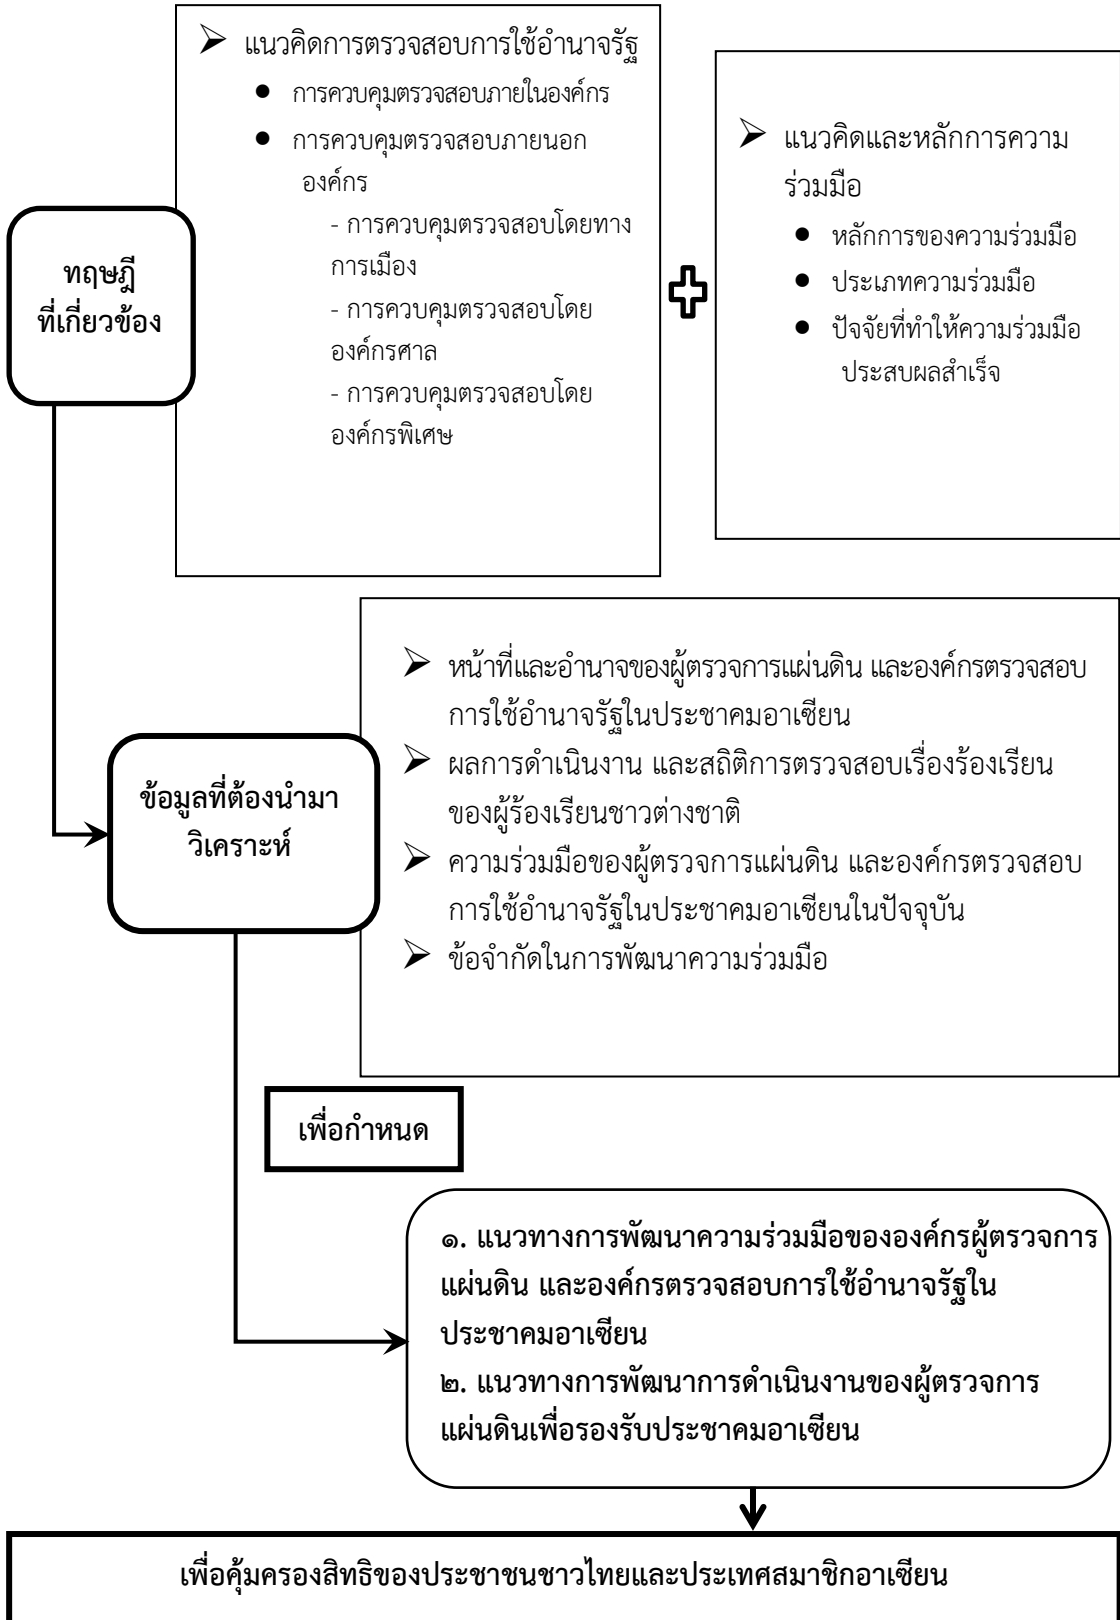 ➢ แนวคิดการตรวจสอบการใช้อำนาจรัฐ
● การควบคุมตรวจสอบภายในองค์กร
● การควบคุมตรวจสอบภายนอก
องค์กร
- การควบคุมตรวจสอบโดยทาง
การเมือง
- การควบคุมตรวจสอบโดย
องค์กรศาล
- การควบคุมตรวจสอบโดย
องค์กรพิเศษ
➢ แนวคิดและหลักการความ
ร่วมมือ
● หลักการของความร่วมมือ
● ประเภทความร่วมมือ
● ปัจจัยที่ทำให้ความร่วมมือ
ประสบผลสำเร็จ
ทฤษฎี
ที่เกี่ยวข้อง
➢ หน้าที่และอำนาจของผู้ตรวจการแผ่นดิน และองค์กรตรวจสอบ
การใช้อำนาจรัฐในประชาคมอาเซียน
➢ ผลการดำเนินงาน และสถิติการตรวจสอบเรื่องร้องเรียน
ของผู้ร้องเรียนชาวต่างชาติ
➢ ความร่วมมือของผู้ตรวจการแผ่นดิน และองค์กรตรวจสอบ
การใช้อำนาจรัฐในประชาคมอาเซียนในปัจจุบัน
➢ ข้อจำกัดในการพัฒนาความร่วมมือ
ข้อมูลที่ต้องนำมา
วิเคราะห์
เพื่อกำหนด
๑. แนวทางการพัฒนาความร่วมมือขององค์กรผู้ตรวจการ
แผ่นดิน และองค์กรตรวจสอบการใช้อำนาจรัฐใน
ประชาคมอาเซียน
๒. แนวทางการพัฒนาการดำเนินงานของผู้ตรวจการ
แผ่นดินเพื่อรองรับประชาคมอาเซียน
เพื่อคุ้มครองสิทธิของประชาชนชาวไทยและประเทศสมาชิกอาเซียน